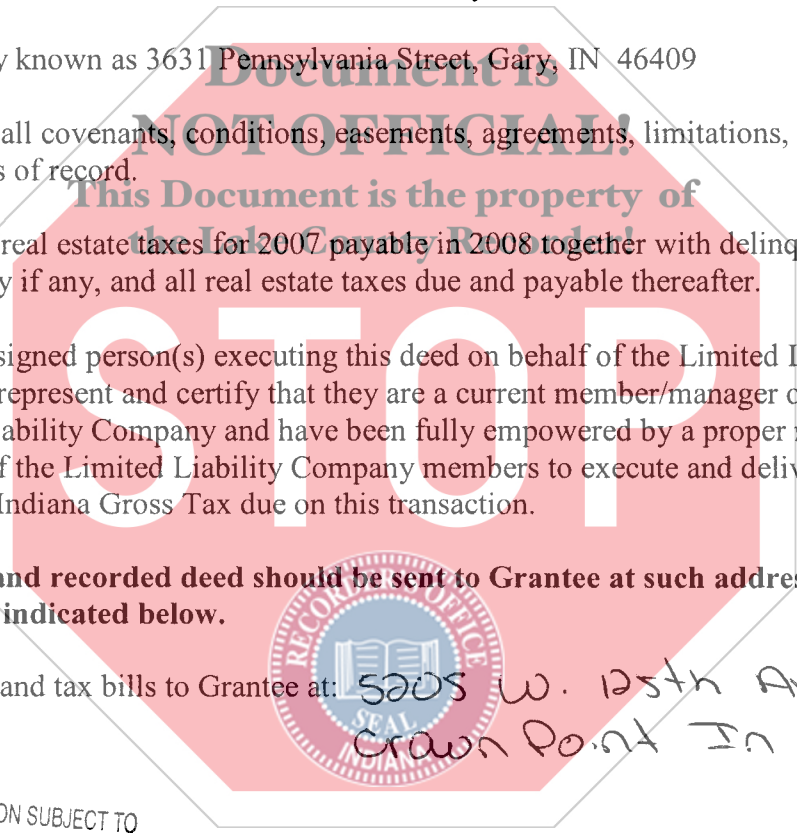 y known as 3631 Pennsylvania Street, Gary, IN 46409
Document is
all covenants, conditions, easements, agreements, limitations,
NOT OFFICIAL!
s of record.
This Document is the property of
the Lake County Recorder!
real estate taxes for 2007 payable in 2008 together with delinq
y if any, and all real estate taxes due and payable thereafter.
STOP
signed person(s) executing this deed on behalf of the Limited L
represent and certify that they are a current member/manager o
ability Company and have been fully empowered by a proper
f the Limited Liability Company members to execute and deliv
Indiana Gross Tax due on this transaction.
and recorded deed should be sent to Grantee at such addres
indicated below.
RECORDER'S OFFICE
SEAL
INDIANA
and tax bills to Grantee at: 5205 W. 125th Av
Crown Point In
ON SUBJECT TO